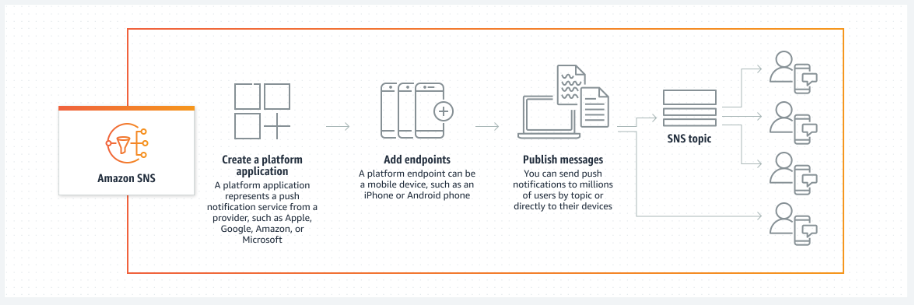 Amazon SNS
Create a platform
application
A platform application
represents a push
notification service from a
provider, such as Apple,
Google, Amazon, or
Microsoft
Add endpoints
A platform endpoint can be
a mobile device, such as an
iPhone or Android phone
Publish messages
You can send push
notifications to millions
of users by topic or
directly to their devices
SNS topic